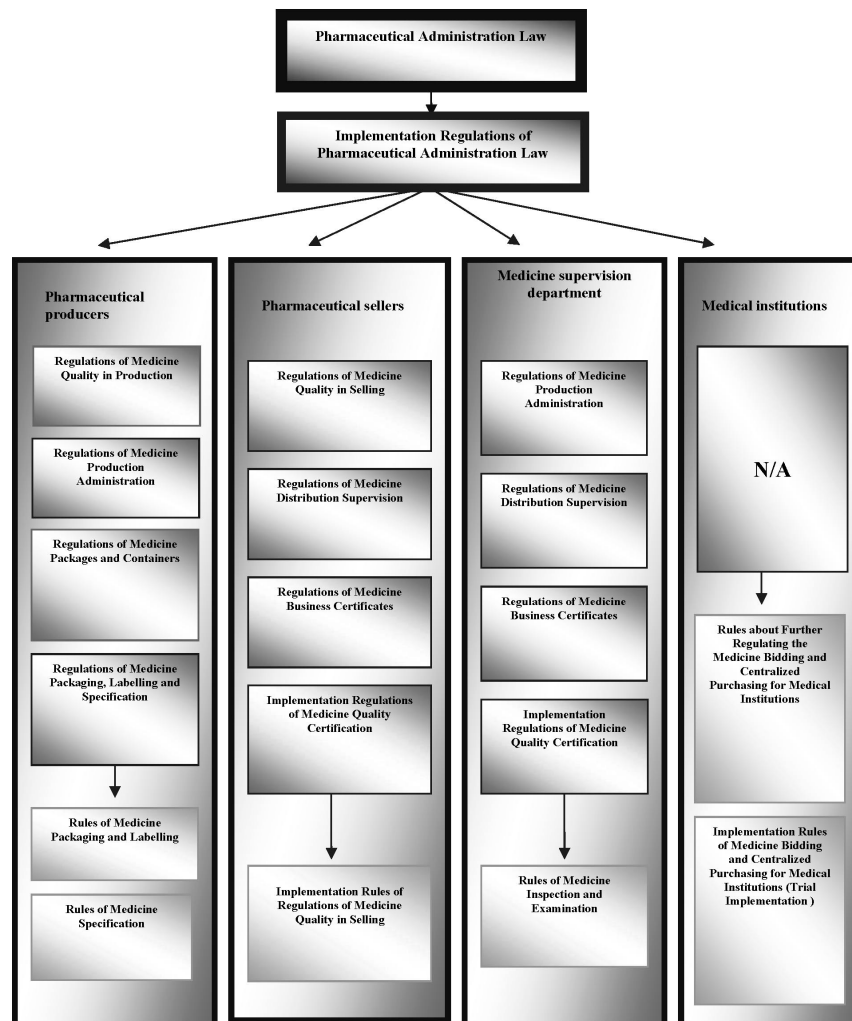 Pharmaceutical Administration Law
Implementation Regulations of
Pharmaceutical Administration Law
Pharmaceutical
producers
Regulations of Medicine
Quality in Production
Regulations of Medicine
Production
Administration
Regulations of Medicine
Packages and Containers
Regulations of Medicine
Packaging, Labelling and
Specification
Rules of Medicine
Packaging and Labelling
Rules of Medicine
Specification
Pharmaceutical sellers
Regulations of Medicine
Quality in Selling
Regulations of Medicine
Distribution Supervision
Regulations of Medicine
Business Certificates
Implementation Regulations
of Medicine Quality
Certification
Implementation Rules of
Regulations of Medicine
Quality in Selling
Medicine supervision
department
Regulations of Medicine
Production
Administration
Regulations of Medicine
Distribution Supervision
Regulations of Medicine
Business Certificates
Implementation
Regulations of Medicine
Quality Certification
Rules of Medicine
Inspection and
Examination
Medical institutions
N/A
Rules about Further
Regulating the
Medicine Bidding and
Centralized
Purchasing for Medical
Institutions
Implementation Rules
of Medicine Bidding
and Centralized
Purchasing for Medical
Institutions (Trial
Implementation )